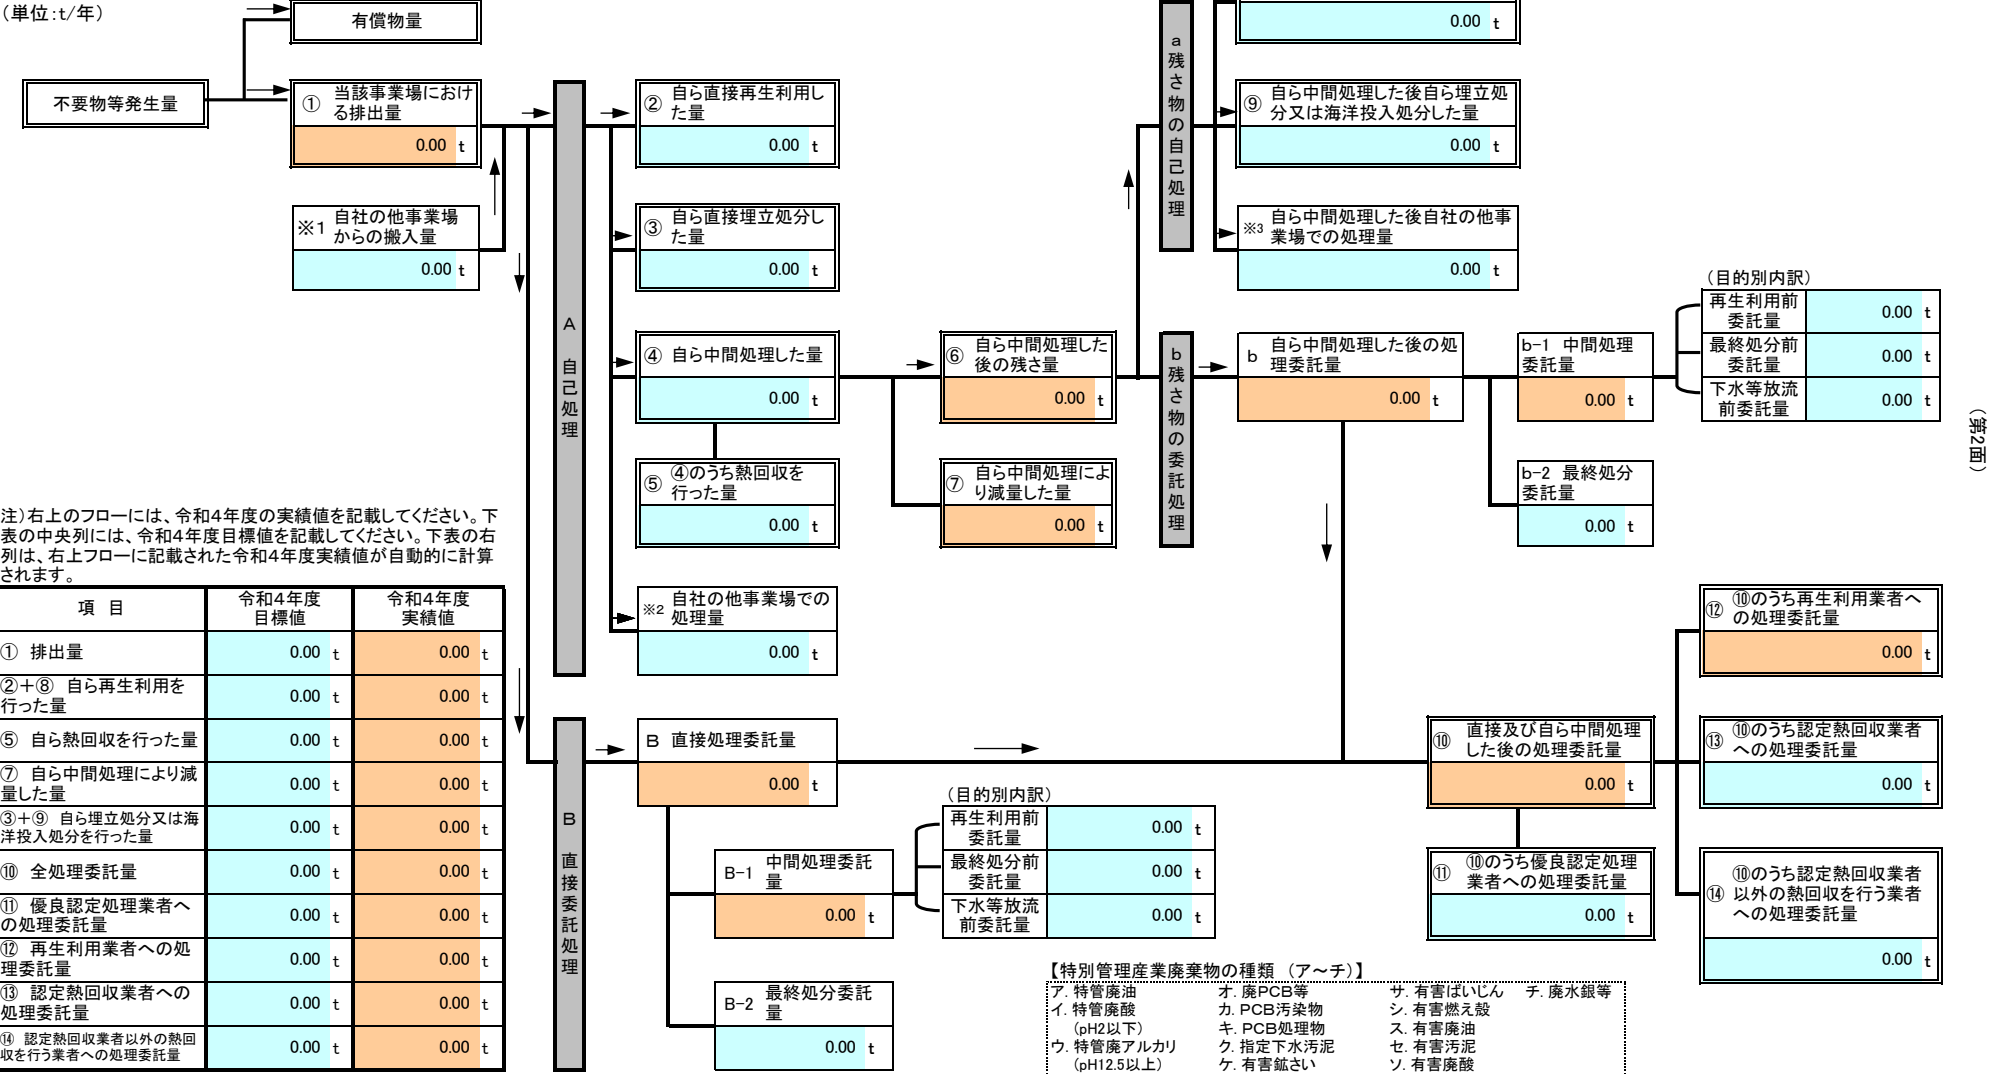 （単位：t/年）
有償物量
不要物等発生量
① 当該事業場におけ
る排出量
0.00 t
※1 自社の他事業場
からの搬入量
0.00 t
A 自己処理
② 自ら直接再生利用し
た量
0.00 t
③ 自ら直接埋立処分し
た量
0.00 t
④ 自ら中間処理した量
0.00 t
⑤ ④のうち熱回収を
行った量
0.00 t
※2 自社の他事業場での
処理量
0.00 t
⑥ 自ら中間処理した
後の残さ量
0.00 t
⑦ 自ら中間処理によ
り減量した量
0.00 t
a 残さ物の自己処理
0.00 t
⑨ 自ら中間処理した後自ら埋立処
分又は海洋投入処分した量
0.00 t
※3 自ら中間処理した後自社の他事
業場での処理量
0.00 t
b 残さ物の委託処理
b 自ら中間処理した後の処
理委託量
0.00 t
b-1 中間処理
委託量
0.00 t
b-2 最終処分
委託量
0.00 t
（目的別内訳）
再生利用前
委託量
0.00 t
最終処分前
委託量
0.00 t
下水等放流
前委託量
0.00 t
（第2面）
注）右上のフローには、令和4年度の実績値を記載してください。下
表の中央列には、令和4年度目標値を記載してください。下表の右
列は、右上フローに記載された令和4年度実績値が自動的に計算
されます。
項 目
令和4年度
目標値
令和4年度
実績値
① 排出量
0.00 t 0.00 t
②＋⑧ 自ら再生利用を
行った量
0.00 t 0.00 t
⑤ 自ら熱回収を行った量
0.00 t 0.00 t
⑦ 自ら中間処理により減
量した量
0.00 t 0.00 t
③＋⑨ 自ら埋立処分又は海
洋投入処分を行った量
0.00 t 0.00 t
⑩ 全処理委託量
0.00 t 0.00 t
⑪ 優良認定処理業者へ
の処理委託量
0.00 t 0.00 t
⑫ 再生利用業者への処
理委託量
0.00 t 0.00 t
⑬ 認定熱回収業者への
処理委託量
0.00 t 0.00 t
⑭ 認定熱回収業者以外の熱回
収を行う業者への処理委託量
0.00 t 0.00 t
B 直接委託処理
B 直接処理委託量
0.00 t
B-1 中間処理委託
量
0.00 t
B-2 最終処分委託
量
0.00 t
（目的別内訳）
再生利用前
委託量
0.00 t
最終処分前
委託量
0.00 t
下水等放流
前委託量
0.00 t
⑩ 直接及び自ら中間処理
した後の処理委託量
0.00 t
⑪ ⑩のうち優良認定処理
業者への処理委託量
0.00 t
⑫ ⑩のうち再生利用業者へ
の処理委託量
0.00 t
⑬ ⑩のうち認定熱回収業者
への処理委託量
0.00 t
⑭ ⑩のうち認定熱回収業者
以外の熱回収を行う業者
への処理委託量
0.00 t
【特別管理産業廃棄物の種類 （ア～チ）】
ア. 特管廃油 オ. 廃PCB等 サ. 有害ばいじん チ. 廃水銀等
イ. 特管廃酸 カ. PCB汚染物 シ. 有害燃え殻
（pH2以下） キ. PCB処理物 ス. 有害廃油
ウ. 特管廃アルカリ ク. 指定下水汚泥 セ. 有害汚泥
（pH12.5以上） ケ. 有害鉱さい ソ. 有害廃酸